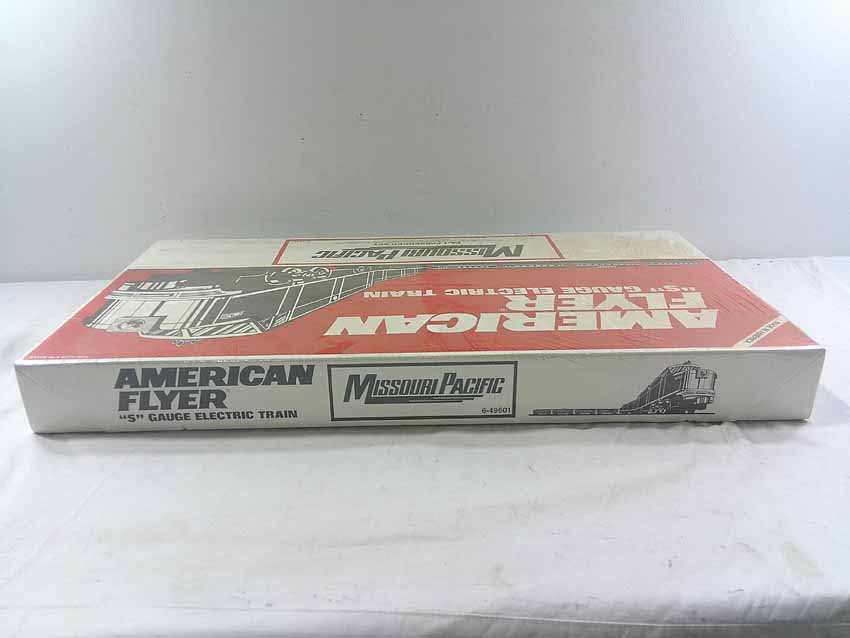 MISSOURI PACIFIC
"S" GAUGE ELECTRIC TRAIN
AMERICAN
FLYER
AMERICAN
FLYER
"S" GAUGE ELECTRIC TRAIN
MISSOURI PACIFIC
6-49601